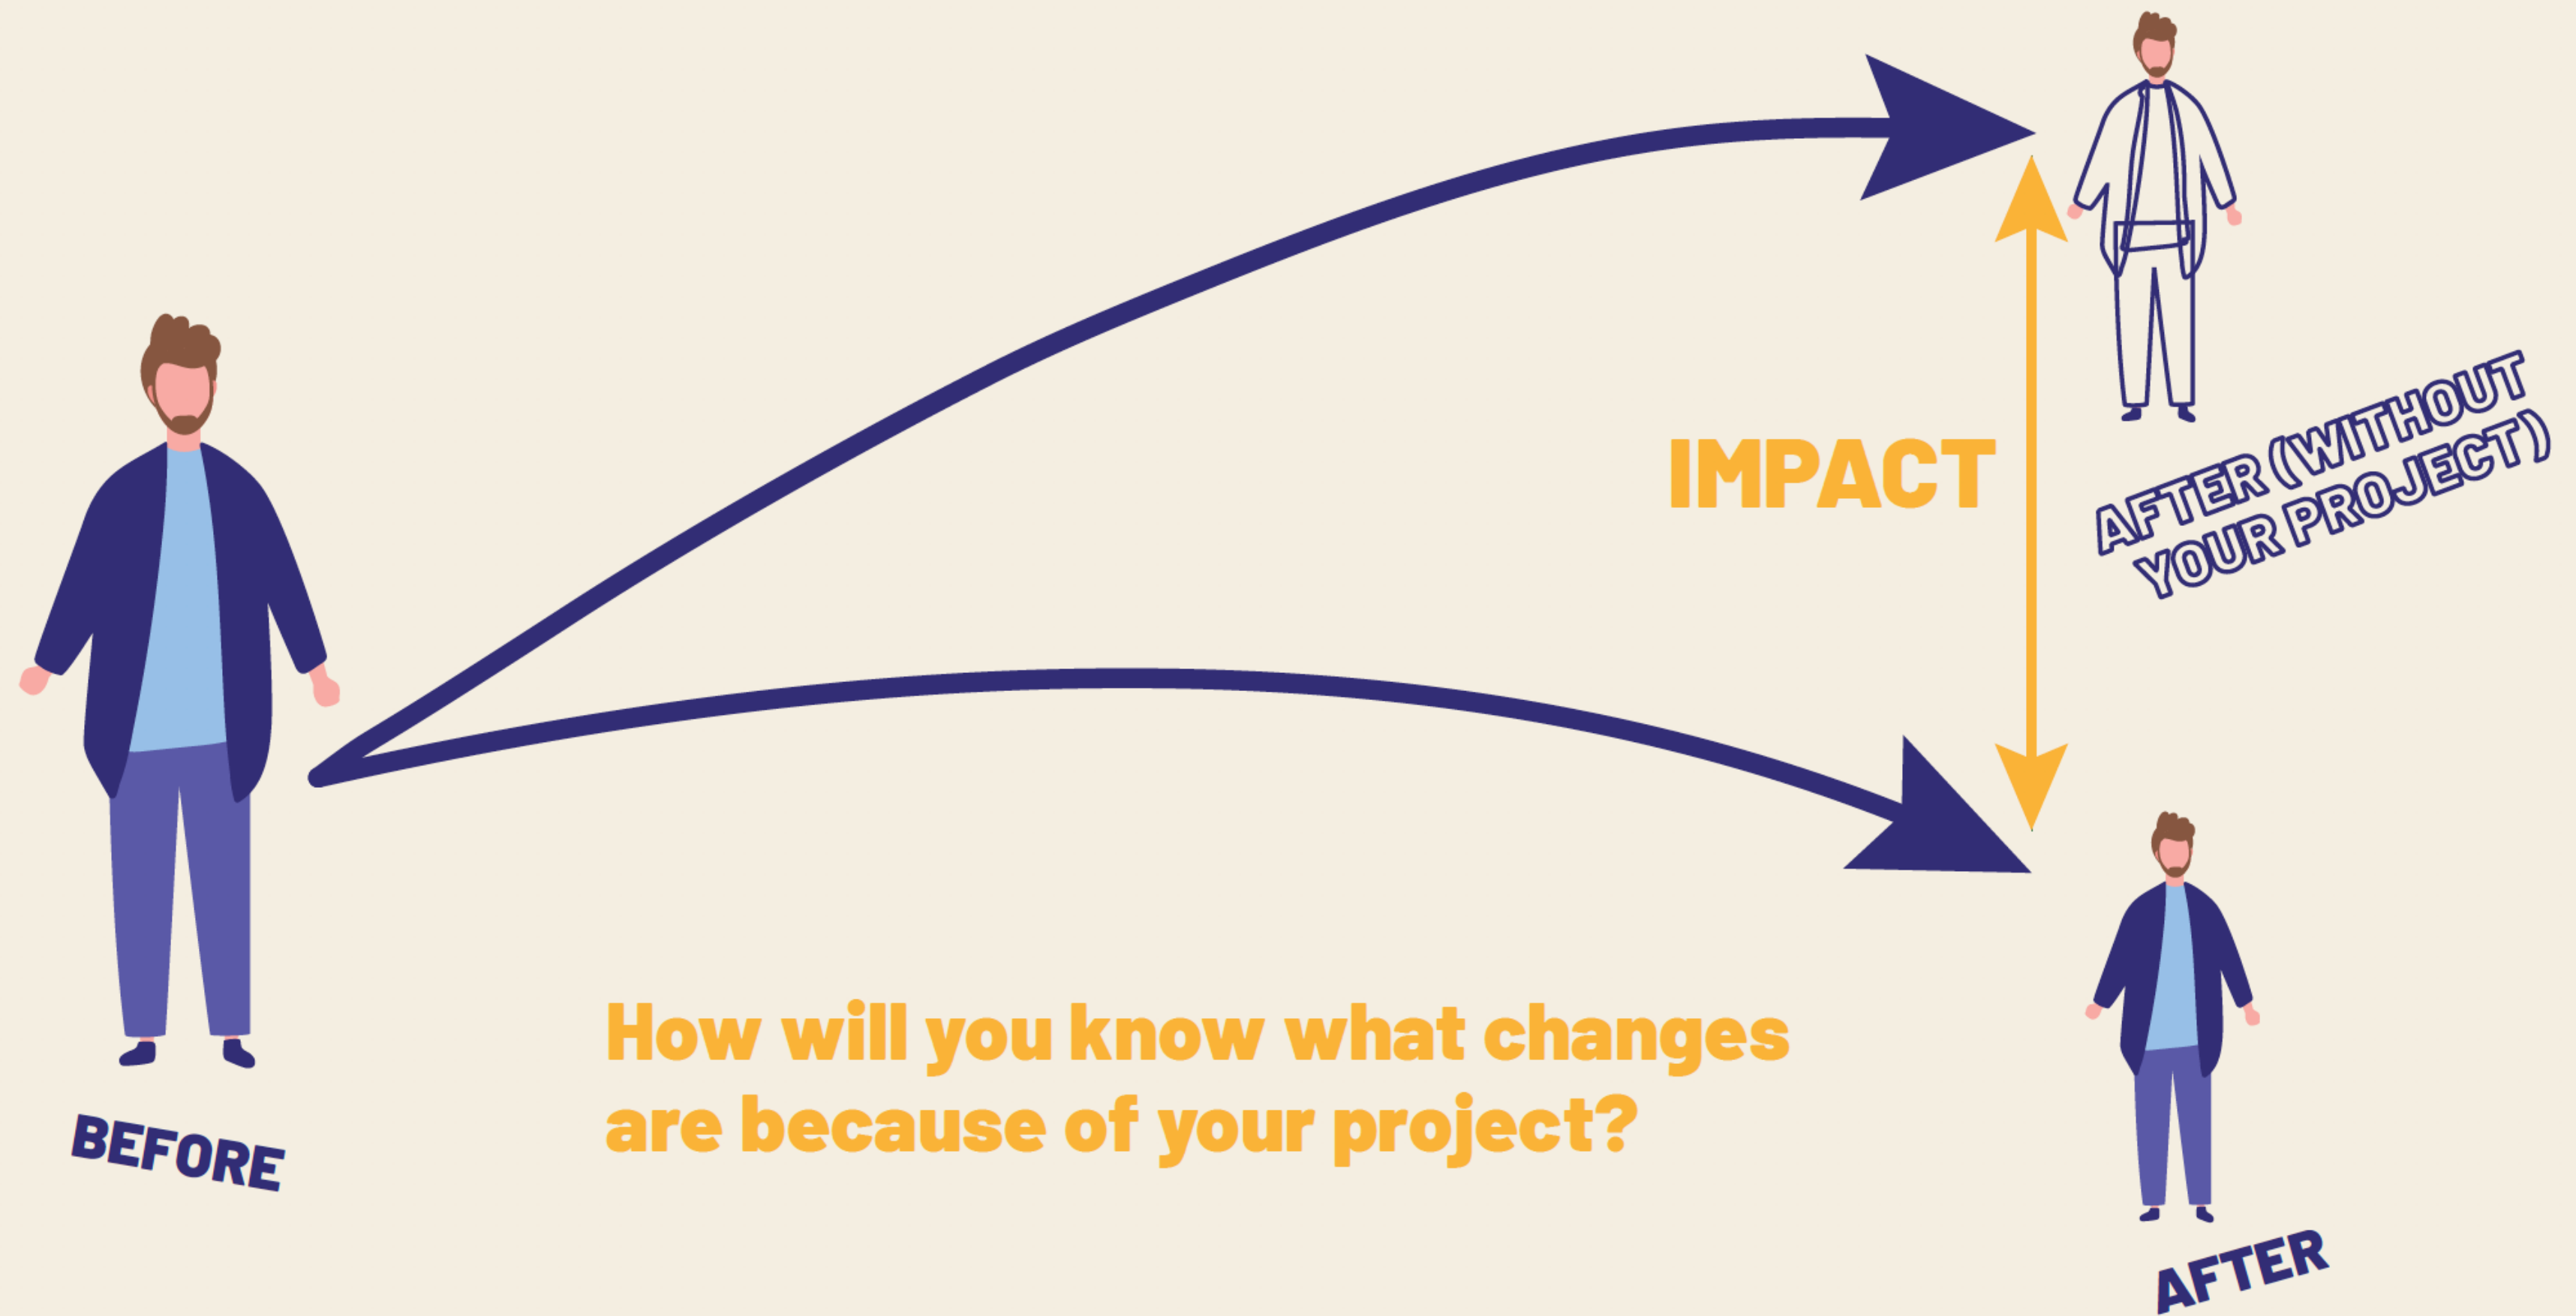 IMPACT
AFTER (WITHOUT
YOUR PROJECT)
How will you know what changes
are because of your project?
BEFORE
AFTER